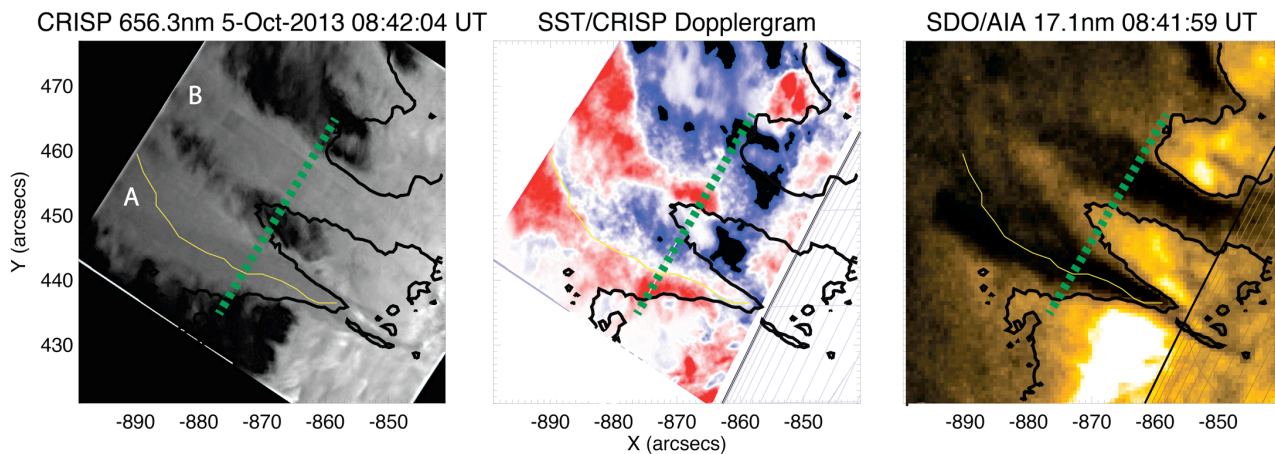 CRISP 656.3nm 5-Oct-2013 08:42:04 UT
SST/CRISP Dopplergram
SDO/AIA 17.1nm 08:41:59 UT
Y (arcsecs)
470
460
450
440
430
B
A
-890 -880 -870 -860 -850
-890 -880 -870 -860 -850
-890 -880 -870 -860 -850
X (arcsecs)